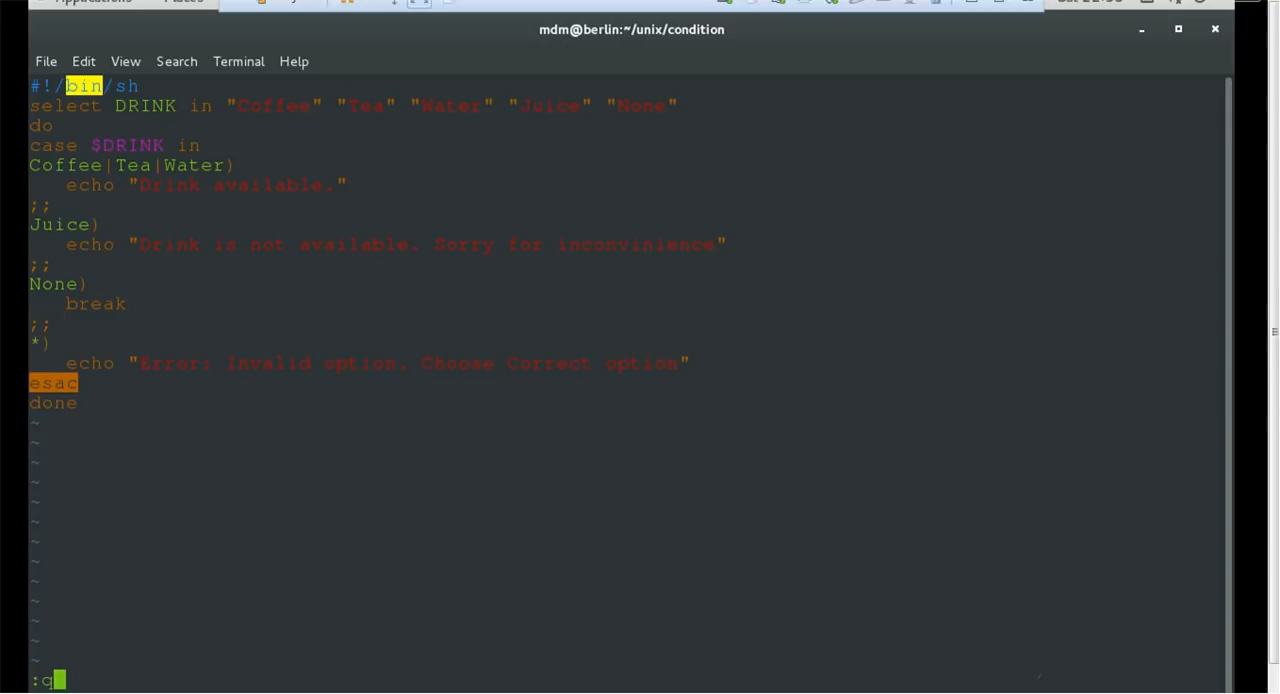 mdm@berlin:~/unix/condition
File Edit View Search Terminal Help
#!/bin/sh
select DRINK in "Coffee" "Tea" "Water" "Juice" "None"
do
case $DRINK in
Coffee|Tea|Water)
   echo "Drink available."
;;
Juice)
   echo "Drink is not available. Sorry for inconvinience"
;;
None)
   break
;;
*)
   echo "Error: Invalid option. Choose Correct option"
esac
done
~
~
~
~
~
~
~
~
~
~
~
~
~
:q